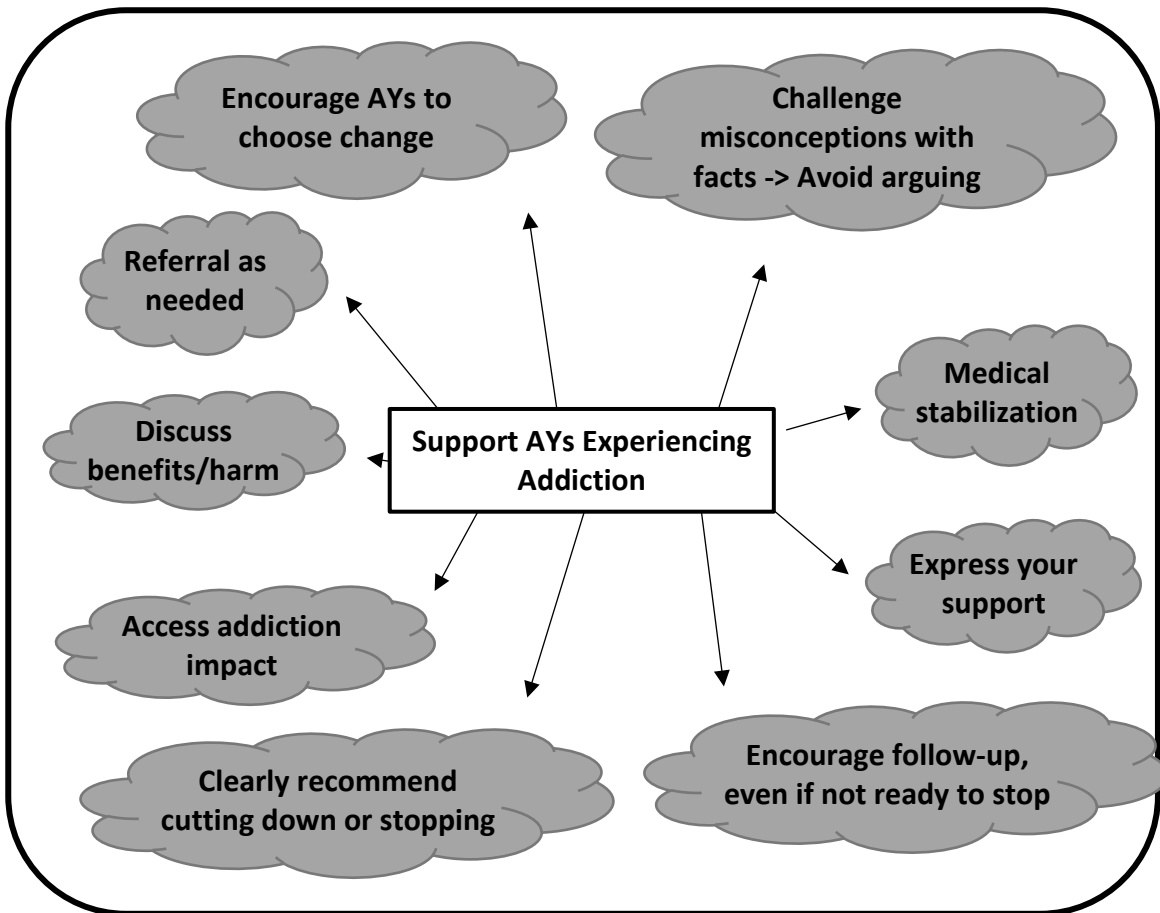 Encourage AYs to
choose change
Challenge
misconceptions with
facts -> Avoid arguing
Referral as
needed
Medical
stabilization
Discuss
benefits/harm
Support AYs Experiencing
Addiction
Express your
support
Access addiction
impact
Clearly recommend
cutting down or stopping
Encourage follow-up,
even if not ready to stop